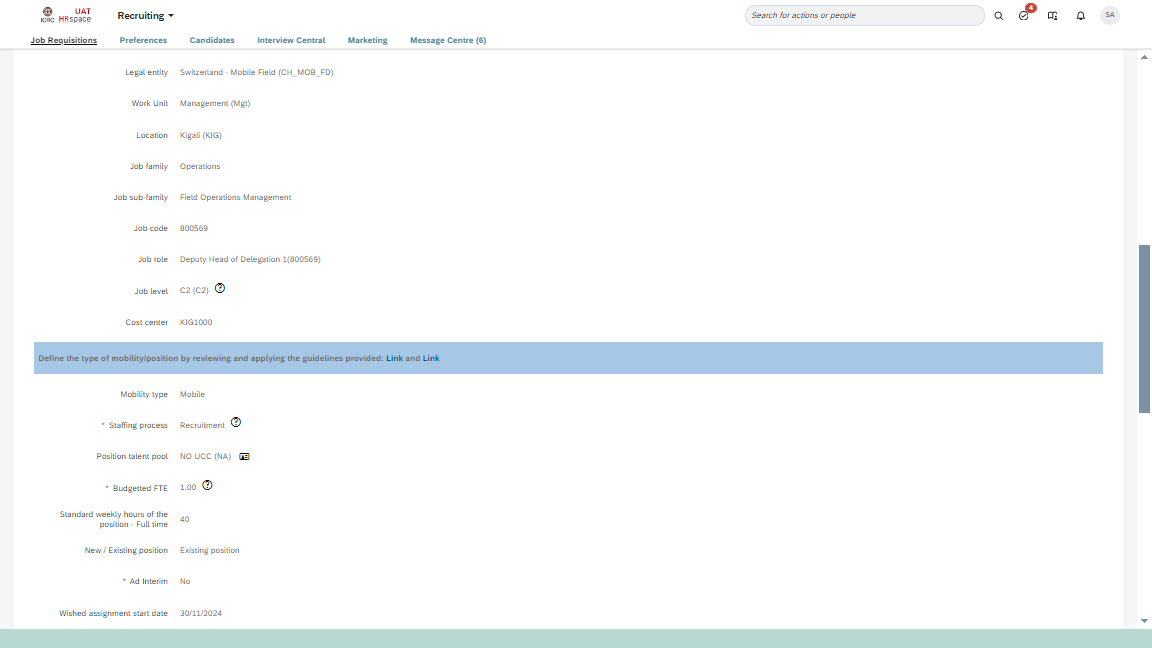 ICRC
UAT
HRspace
Recruiting
Search for actions or people
4
SA
Job Requisitions
Preferences
Candidates
Interview Central
Marketing
Message Centre (6)
Legal entity Switzerland - Mobile Field (CH_MOB_FD)
Work Unit Management (Mgt)
Location Kigali (KIG)
Job family Operations
Job sub-family Field Operations Management
Job code 800569
Job role Deputy Head of Delegation 1(800569)
Job level C2 (C2) ?
Cost center KIG1000
Define the type of mobility/position by reviewing and applying the guidelines provided: Link and Link
Mobility type Mobile
* Staffing process Recruitment ?
Position talent pool NO UCC (NA)
* Budgetted FTE 1.00 ?
Standard weekly hours of the
position - Full time 40
New / Existing position Existing position
* Ad Interim No
Wished assignment start date 30/11/2024